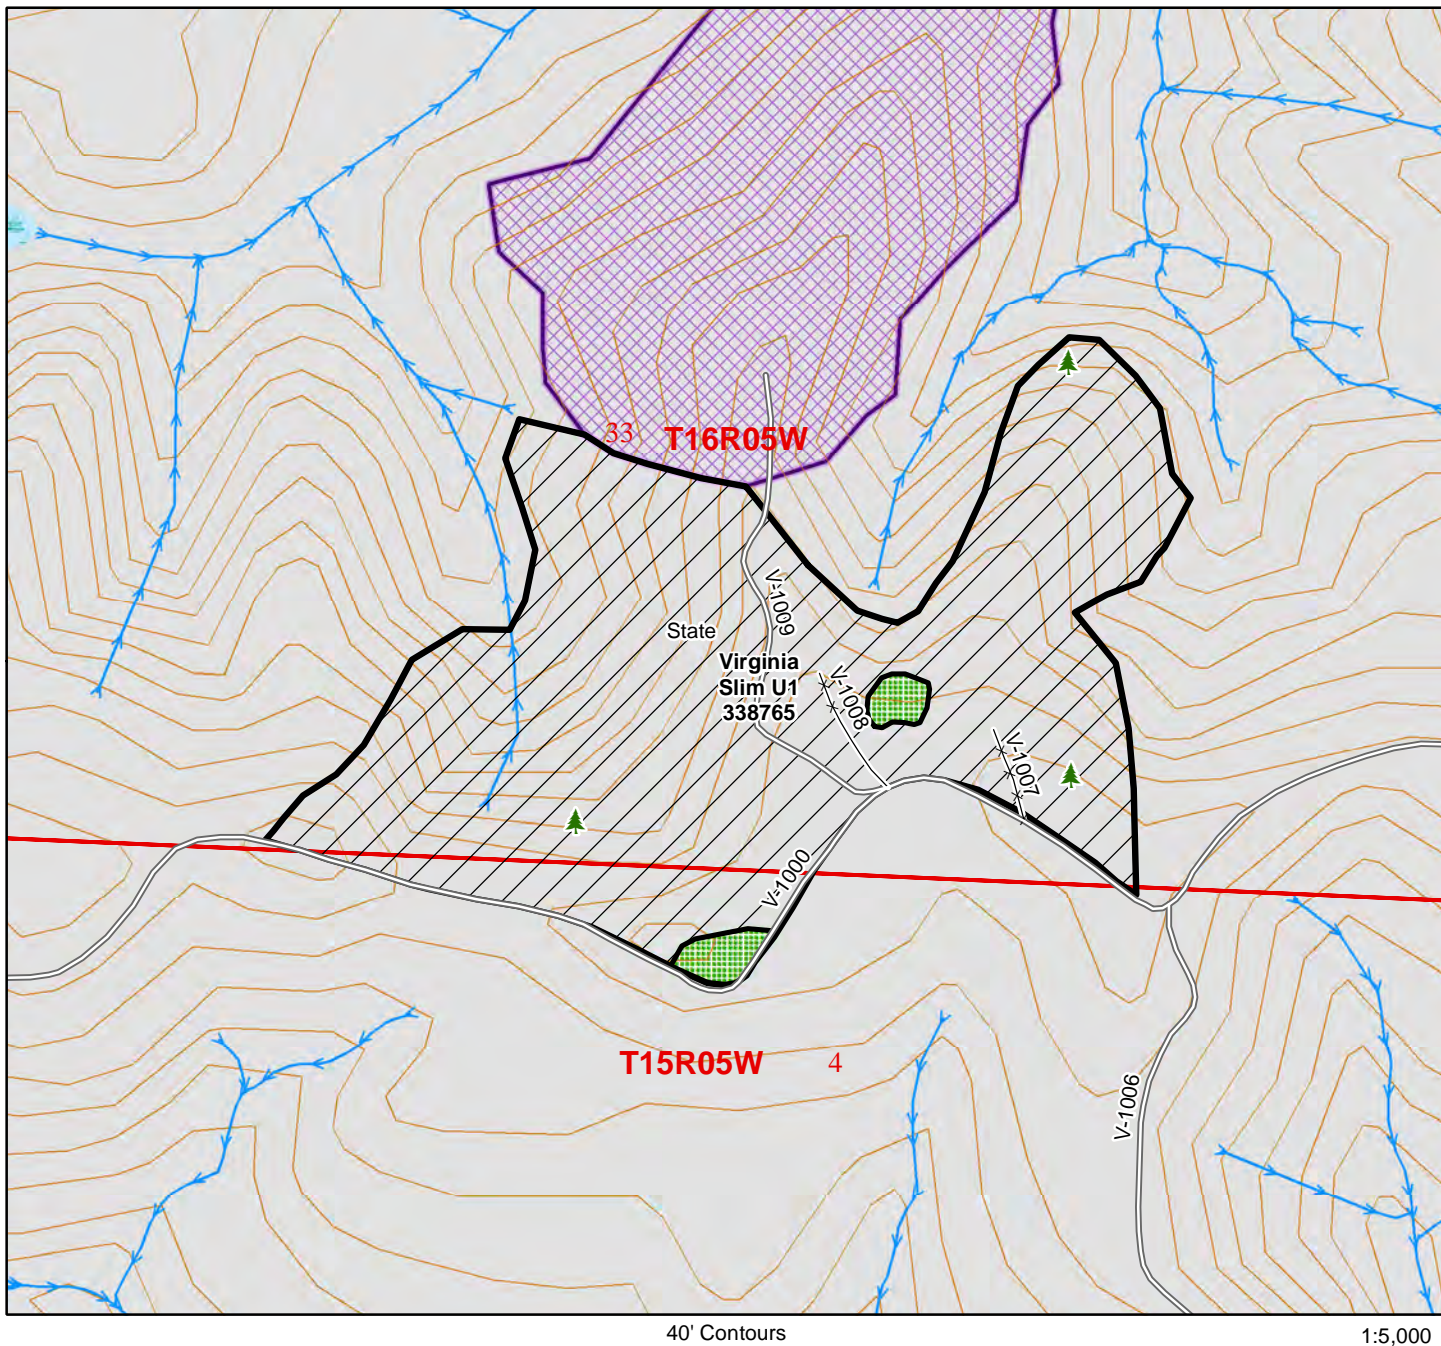 33
T16R05W
V-1009
State
Virginia
Slim U1
338765
V-1008
V-1007
V-1000
T15R05W
4
V-1006
40' Contours
1:5,000